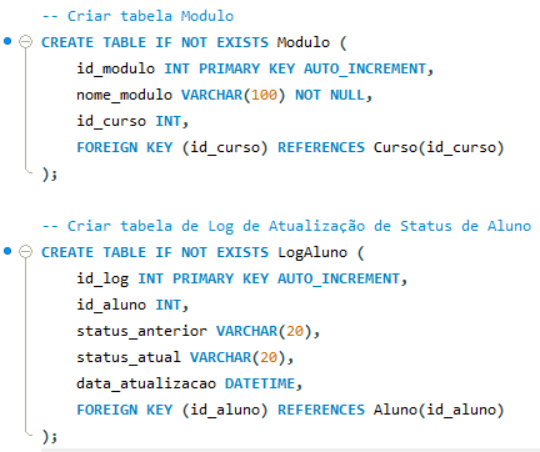 -- Criar tabela Modulo
CREATE TABLE IF NOT EXISTS Modulo (
id_modulo INT PRIMARY KEY AUTO_INCREMENT,
nome_modulo VARCHAR(100) NOT NULL,
id_curso INT,
FOREIGN KEY (id_curso) REFERENCES Curso(id_curso)
);
-- Criar tabela de Log de Atualização de Status de Aluno
CREATE TABLE IF NOT EXISTS LogAluno (
id_log INT PRIMARY KEY AUTO_INCREMENT,
id_aluno INT,
status_anterior VARCHAR(20),
status_atual VARCHAR(20),
data_atualizacao DATETIME,
FOREIGN KEY (id_aluno) REFERENCES Aluno(id_aluno)
);